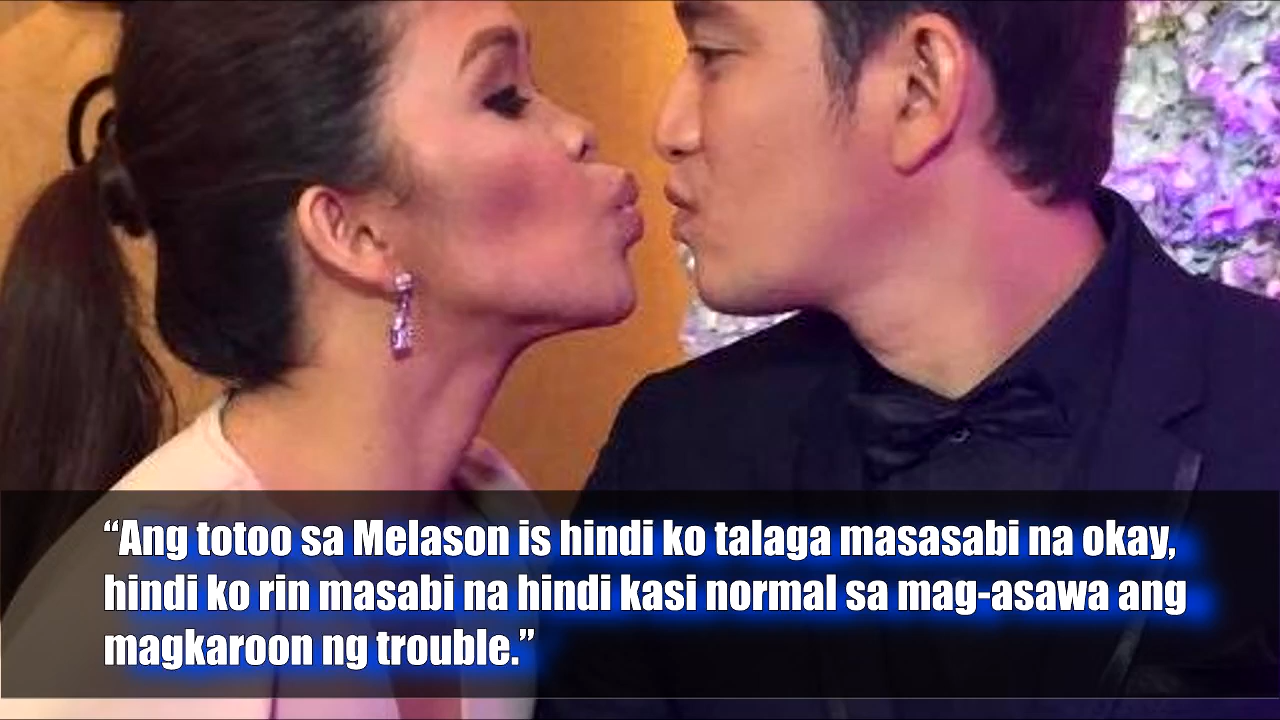 “Ang totoo sa Melason is hindi ko talaga masasabi na okay,
hindi ko rin masabi na hindi kasi normal sa mag-asawa ang
magkaroon ng trouble.”